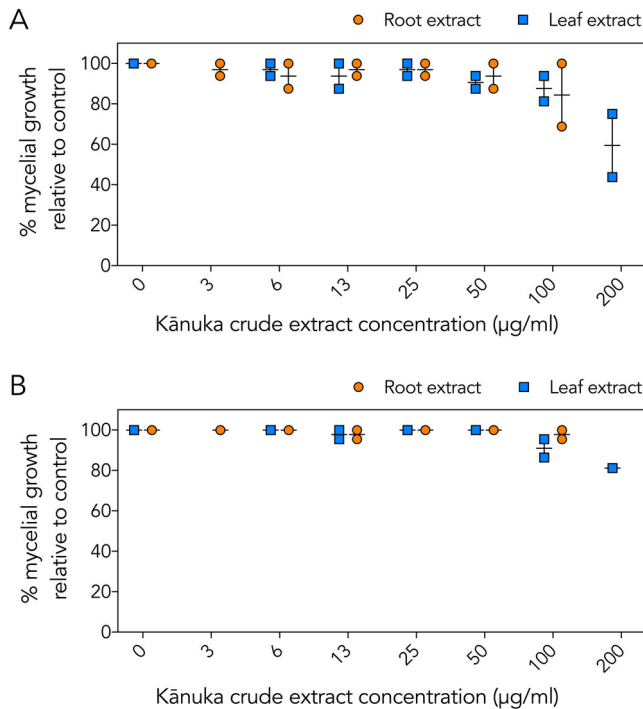 A
Root extract
Leaf extract
% mycelial growth
relative to control
100
80
60
40
20
0
0
3
6
13
25
50
100
200
Kānuka crude extract concentration (µg/ml)
B
Root extract
Leaf extract
% mycelial growth
relative to control
100
80
60
40
20
0
0
3
6
13
25
50
100
200
Kānuka crude extract concentration (µg/ml)